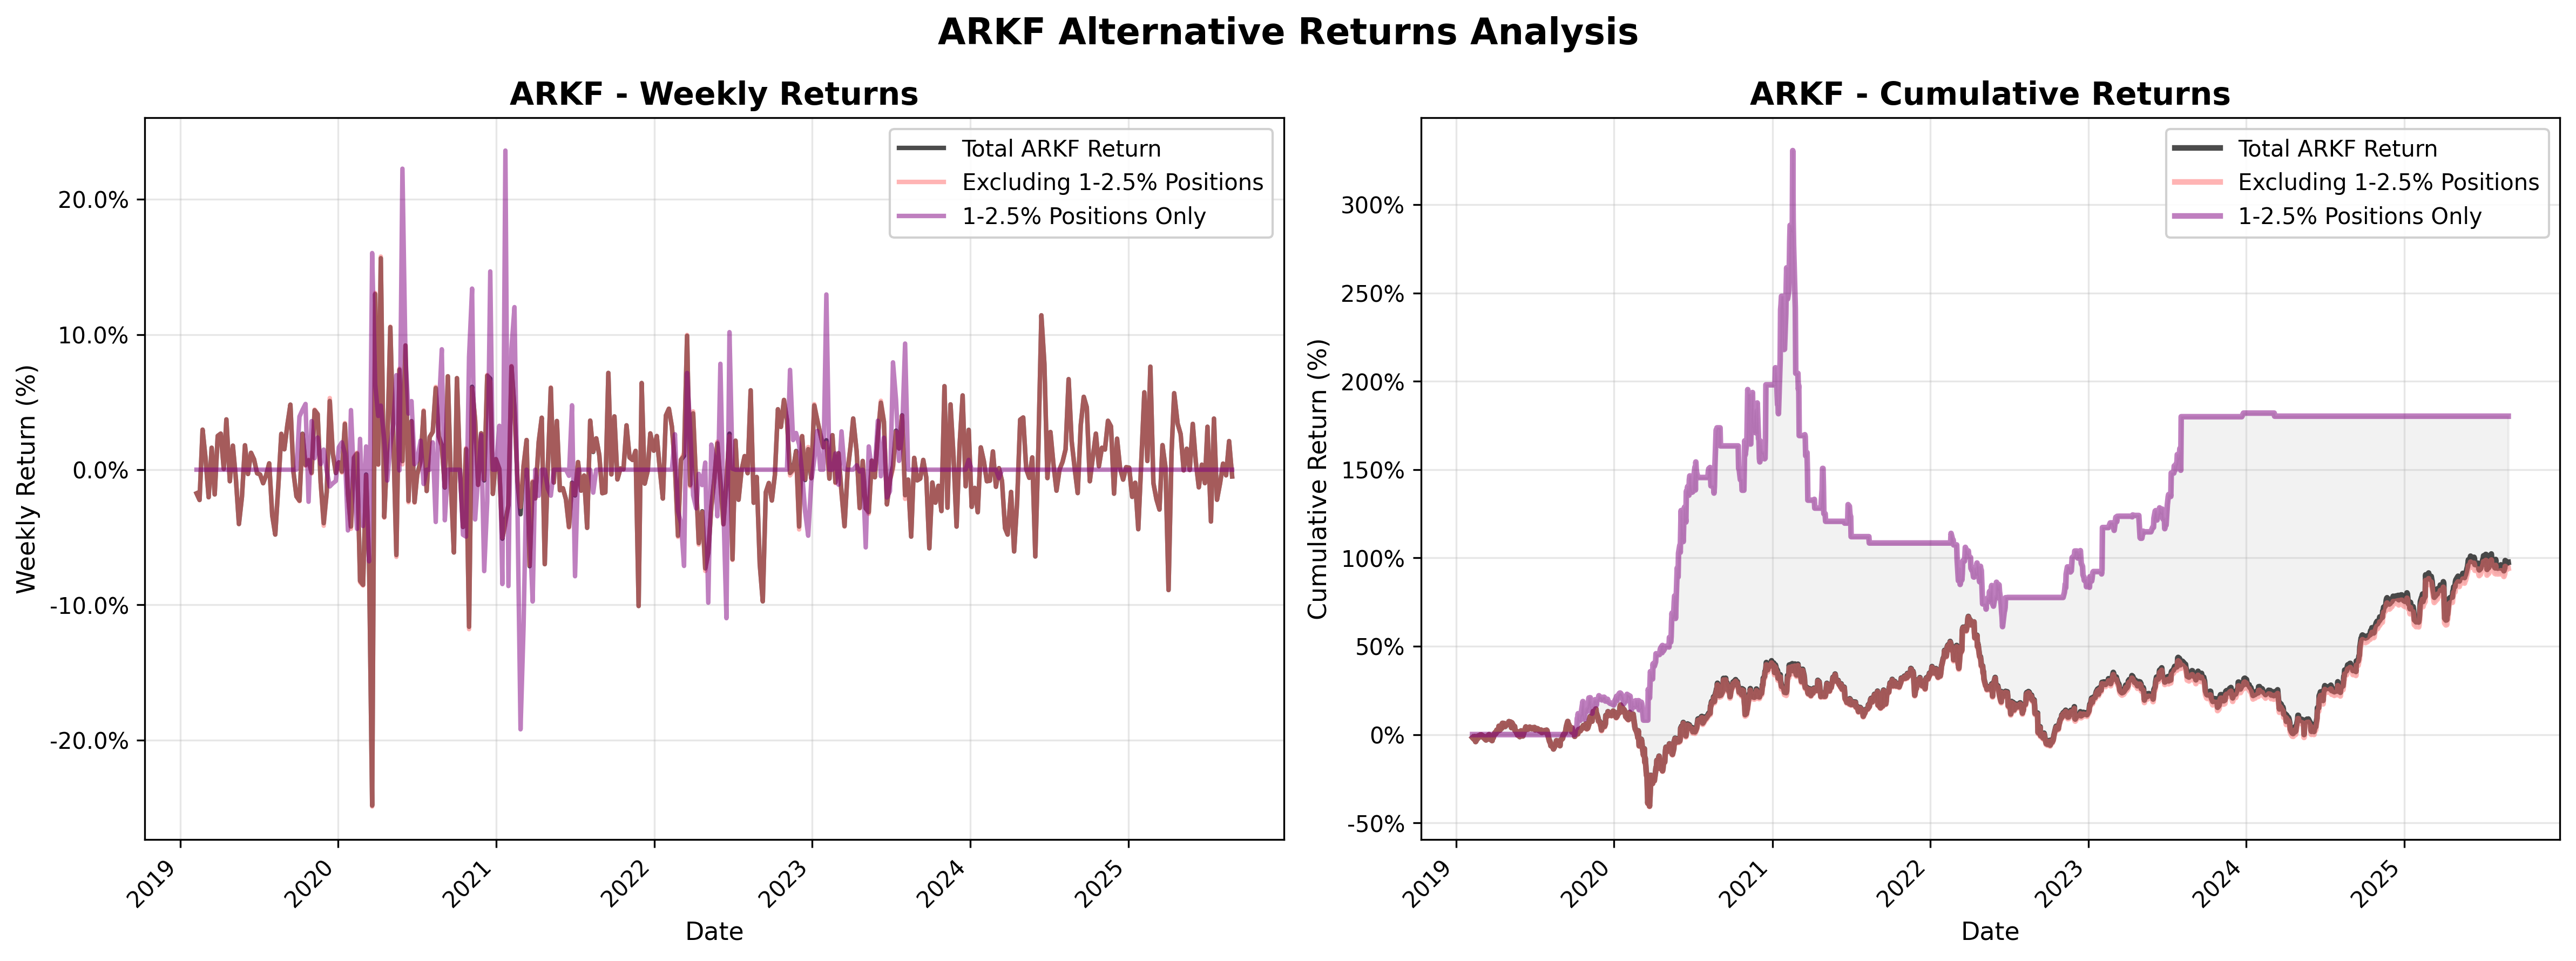 ARKF Alternative Returns Analysis
ARKF - Weekly Returns
Total ARKF Return
Excluding 1-2.5% Positions
1-2.5% Positions Only
Weekly Return (%)
20.0%
10.0%
0.0%
-10.0%
-20.0%
2019
2020
2021
2022
2023
2024
2025
Date
ARKF - Cumulative Returns
Total ARKF Return
Excluding 1-2.5% Positions
1-2.5% Positions Only
Cumulative Return (%)
300%
250%
200%
150%
100%
50%
0%
-50%
2019
2020
2021
2022
2023
2024
2025
Date